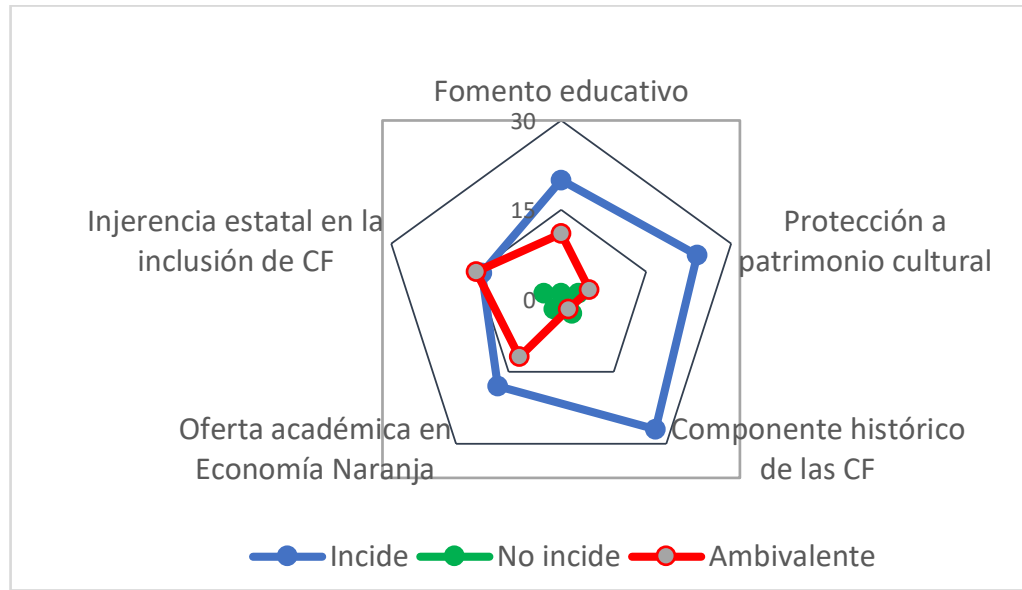 Fomento educativo
30
15
0
Protección a
patrimonio cultural
Componente histórico
de las CF
Oferta académica en
Economía Naranja
Injerencia estatal en la
inclusión de CF
Incide
No incide
Ambivalente